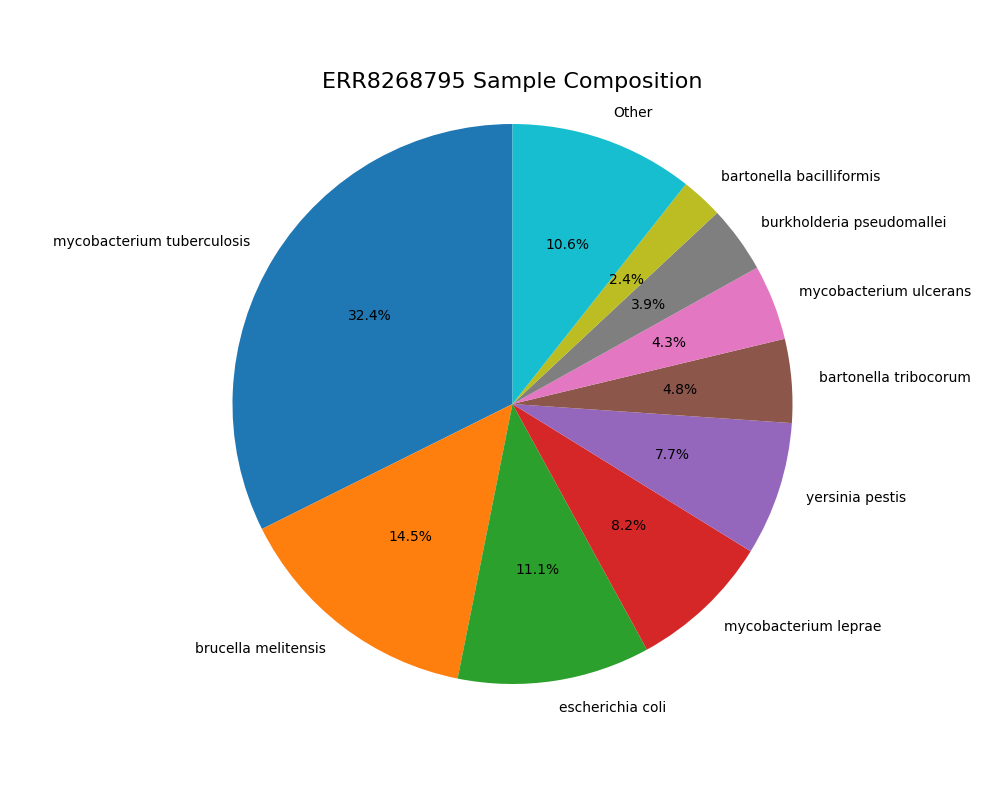 ERR8268795 Sample Composition
Other
bartonella bacilliformis
burkholderia pseudomallei
mycobacterium tuberculosis
10.6%
2.4%
3.9%
mycobacterium ulcerans
32.4%
4.3%
bartonella tribocorum
4.8%
7.7%
yersinia pestis
8.2%
14.5%
11.1%
mycobacterium leprae
brucella melitensis
escherichia coli